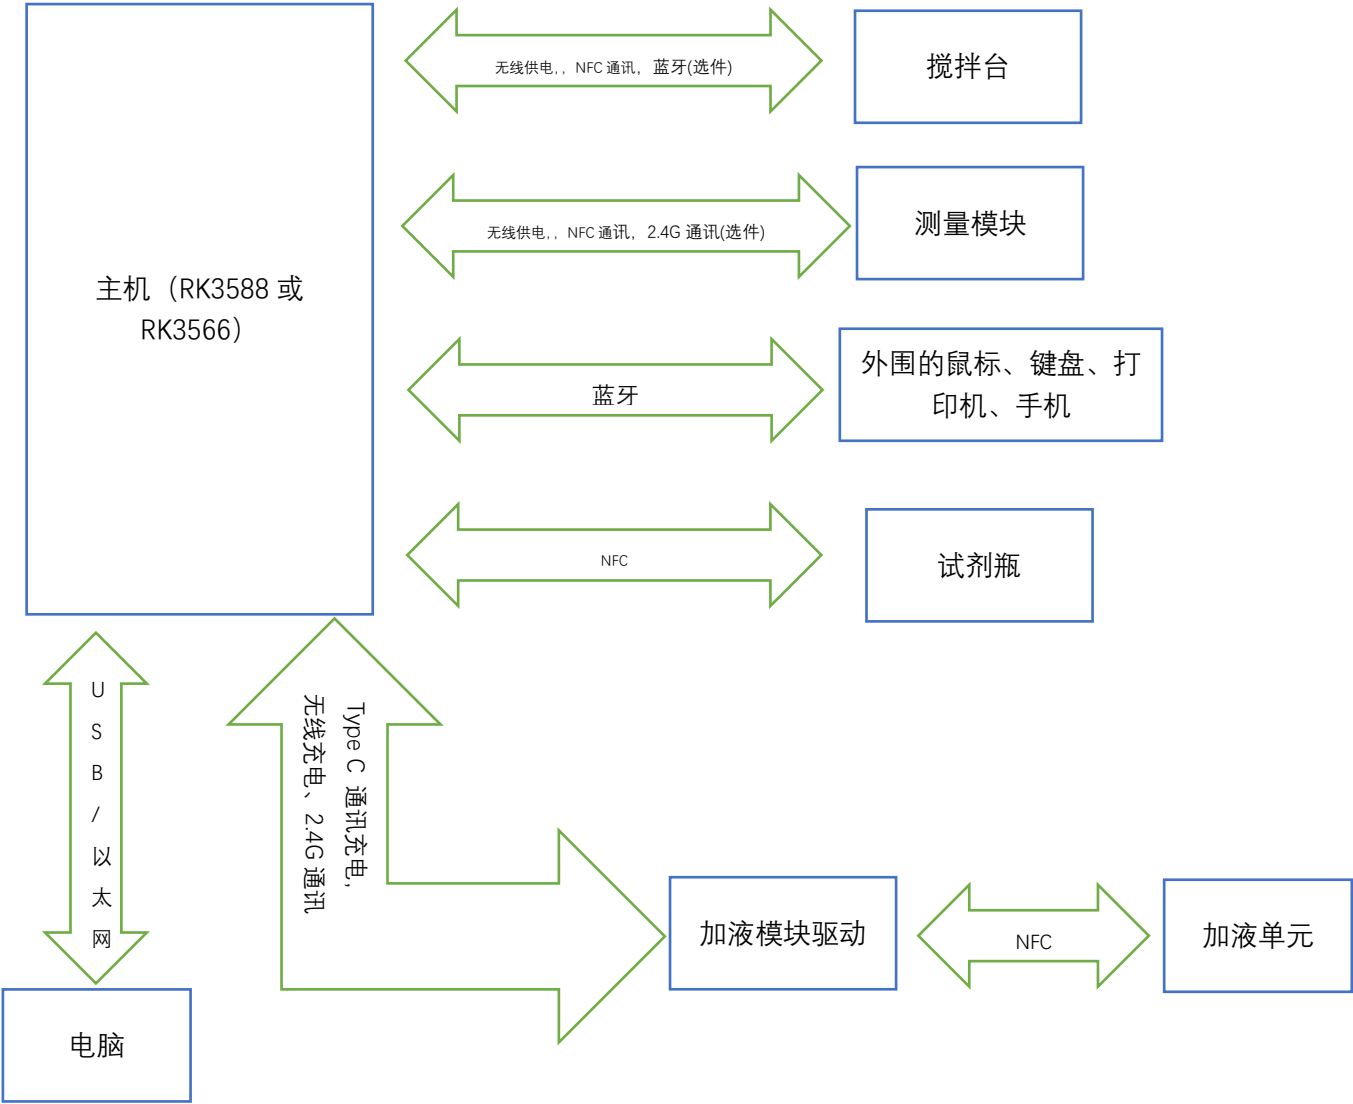 无线供电,, NFC 通讯, 蓝牙(选件)
搅拌台
无线供电,, NFC 通讯, 2.4G 通讯(选件)
测量模块
主机（RK3588 或
RK3566）
蓝牙
外围的鼠标、键盘、打
印机、手机
NFC
试剂瓶
U
S
B
/
以
太
网
Type C 通讯充电,
无线充电、2.4G 通讯
加液模块驱动
NFC
加液单元
电脑